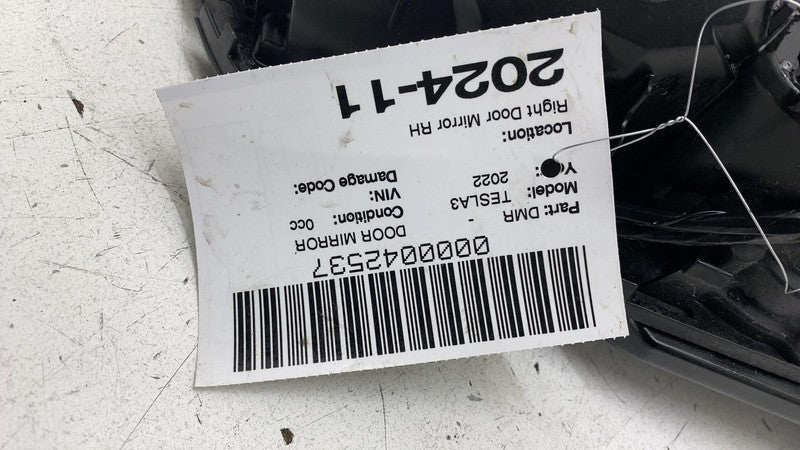 0000042537
Part: DMR - DOOR MIRROR
Model: TESLA3 Condition: 0cc
Y 2022 VIN:
Damage Code:
Location:
Right Door Mirror RH
2024-11